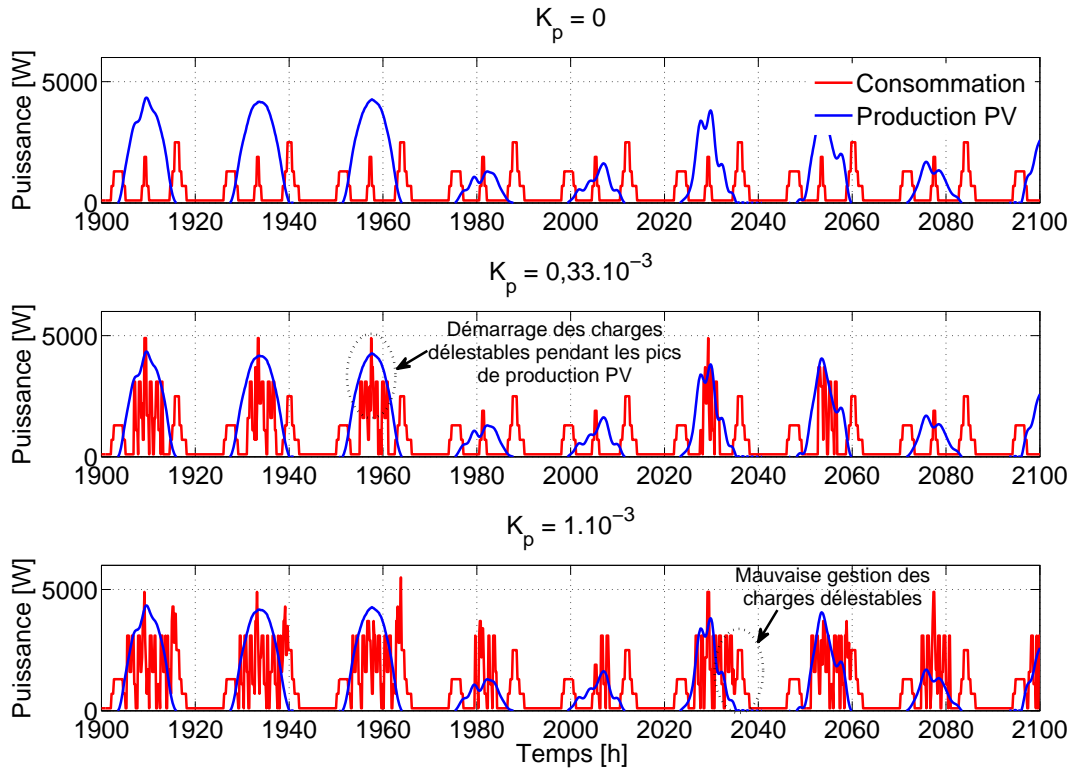 K_p = 0
Puissance [W]
5000
0
Consommation
Production PV
1900 1920 1940 1960 1980 2000 2020 2040 2060 2080 2100
K_p = 0,33.10^−3
Puissance [W]
5000
0
Démarrage des charges
délestables pendant les pics
de production PV
1900 1920 1940 1960 1980 2000 2020 2040 2060 2080 2100
K_p = 1.10^−3
Puissance [W]
5000
0
Mauvaise gestion des
charges délestables
1900 1920 1940 1960 1980 2000 2020 2040 2060 2080 2100
Temps [h]